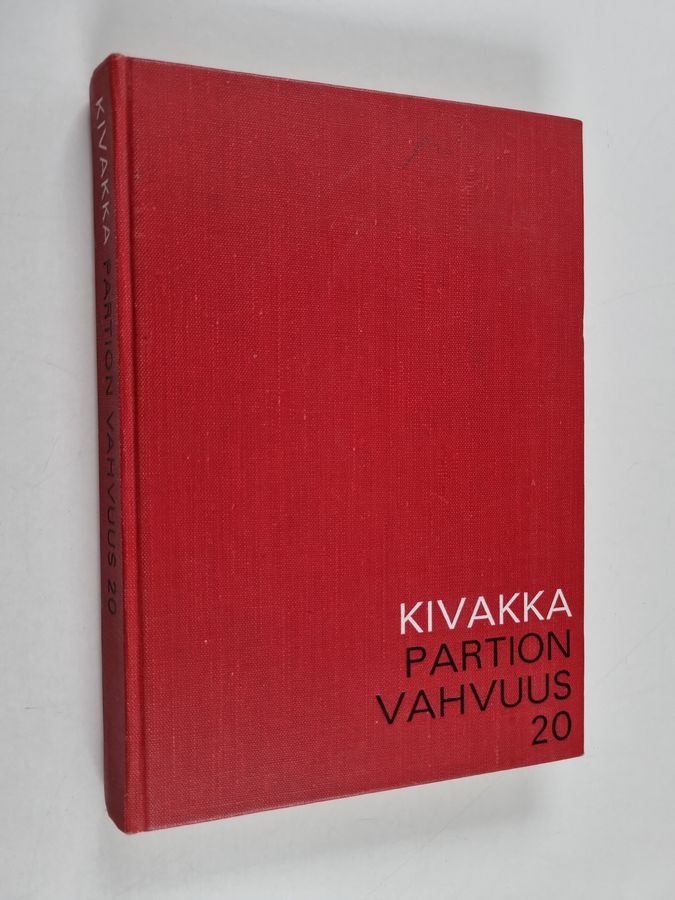 KIVAKKA PARTION VAHVUUS 20
KIVAKKA
PARTION
VAHVUUS
20